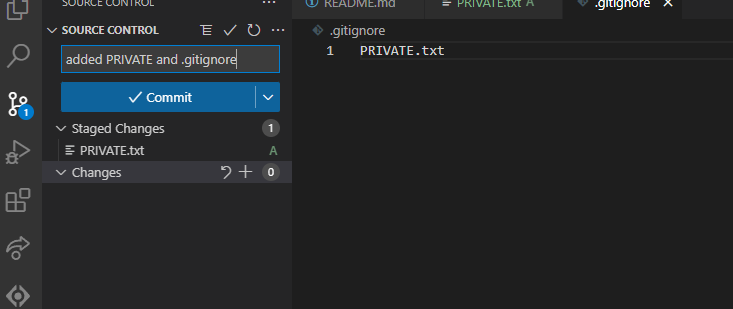 SOURCE CONTROL
README.md
PRIVATE.txt A
.gitignore
SOURCE CONTROL
.gitignore
added PRIVATE and .gitignore
1 PRIVATE.txt
Commit
1
Staged Changes 1
PRIVATE.txt A
Changes 0